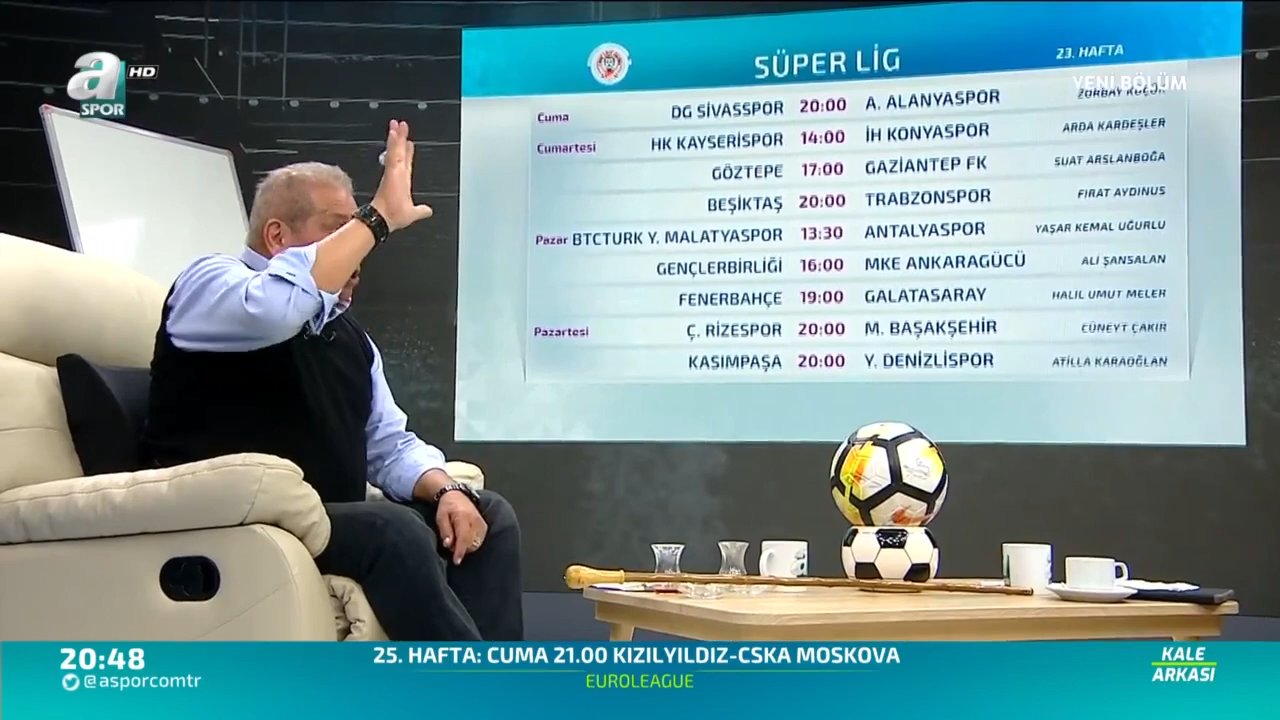 a
SPOR
HD
SÜPER LİG
23. HAFTA
YENİ BÖLÜM
Cuma DG SİVASSPOR 20:00 A. ALANYASPOR ZORBAY KÜÇÜK
Cumartesi HK KAYSERİSPOR 14:00 İH KONYASPOR ARDA KARDEŞLER
GÖZTEPE 17:00 GAZİANTEP FK SUAT ARSLANBOĞA
BEŞİKTAŞ 20:00 TRABZONSPOR FIRAT AYDINUS
Pazar BTCTURK Y. MALATYASPOR 13:30 ANTALYASPOR YAŞAR KEMAL UĞURLU
GENÇLERBİRLİĞİ 16:00 MKE ANKARAGÜCÜ ALİ ŞANSALAN
FENERBAHÇE 19:00 GALATASARAY HALİL UMUT MELER
Pazartesi Ç. RİZESPOR 20:00 M. BAŞAKŞEHİR CÜNEYT ÇAKIR
KASIMPAŞA 20:00 Y. DENİZLİSPOR ATİLLA KARAOĞLAN
20:48
@asporcomtr
25. HAFTA: CUMA 21.00 KIZILYILDIZ-CSKA MOSKOVA
EUROLEAGUE
KALE
ARKASI